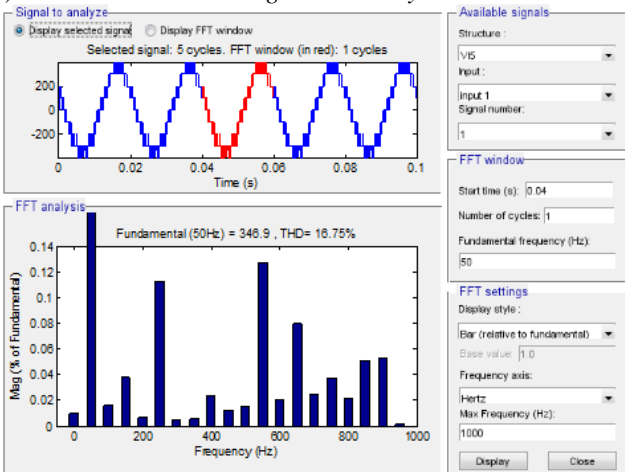 Signal to analyze
Display selected signal Display FFT window
Selected signal: 5 cycles. FFT window (in red): 1 cycles
200
0
-200
0 0.02 0.04 0.06 0.08 0.1
Time (s)
FFT analysis
Fundamental (50Hz) = 346.9 , THD= 16.75%
0.14
0.12
0.1
0.08
0.06
0.04
0.02
0
Mag (% of Fundamental)
0 200 400 600 800 1000
Frequency (Hz)
Available signals
Structure :
VI5
Input :
input 1
Signal number:
1
FFT window
Start time (s): 0.04
Number of cycles: 1
Fundamental frequency (Hz):
50
FFT settings
Display style :
Bar (relative to fundamental)
Base value: 1.0
Frequency axis:
Hertz
Max Frequency (Hz):
1000
Display Close